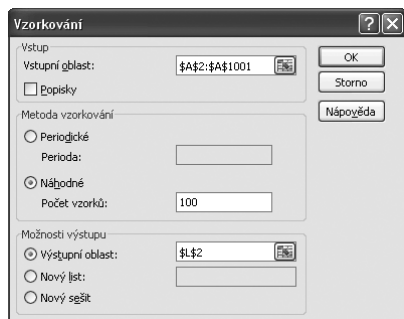 Vzorkování
Vstup
Vstupní oblast: $A$2:$A$1001
Popisky
Metoda vzorkování
Periodické
Perioda:
Náhodné
Počet vzorků: 100
Možnosti výstupu
Výstupní oblast: $L$2
Nový list:
Nový sešit
OK
Storno
Nápověda